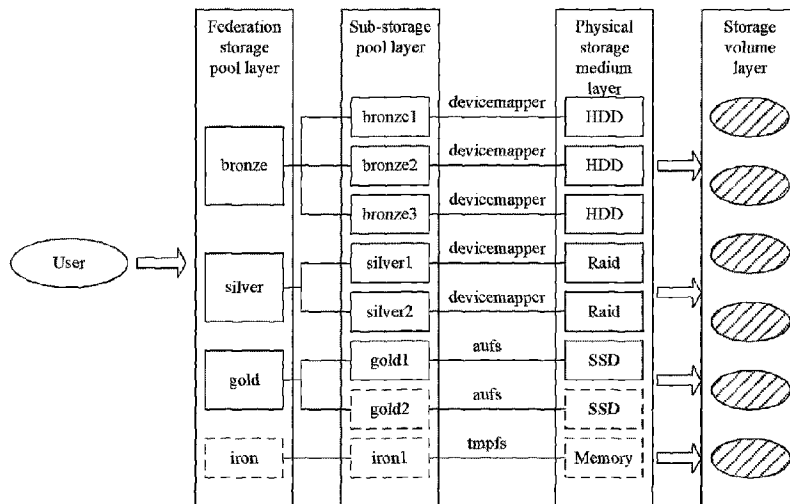 Federation
storage
pool layer
Sub-storage
pool layer
Physical
storage
medium
layer
Storage
volume
layer
User
bronze
bronze1
devicemapper
HDD
bronze2
devicemapper
HDD
bronze3
devicemapper
HDD
silver
silver1
devicemapper
Raid
silver2
devicemapper
Raid
gold
gold1
aufs
SSD
gold2
aufs
SSD
iron
iron1
tmpfs
Memory